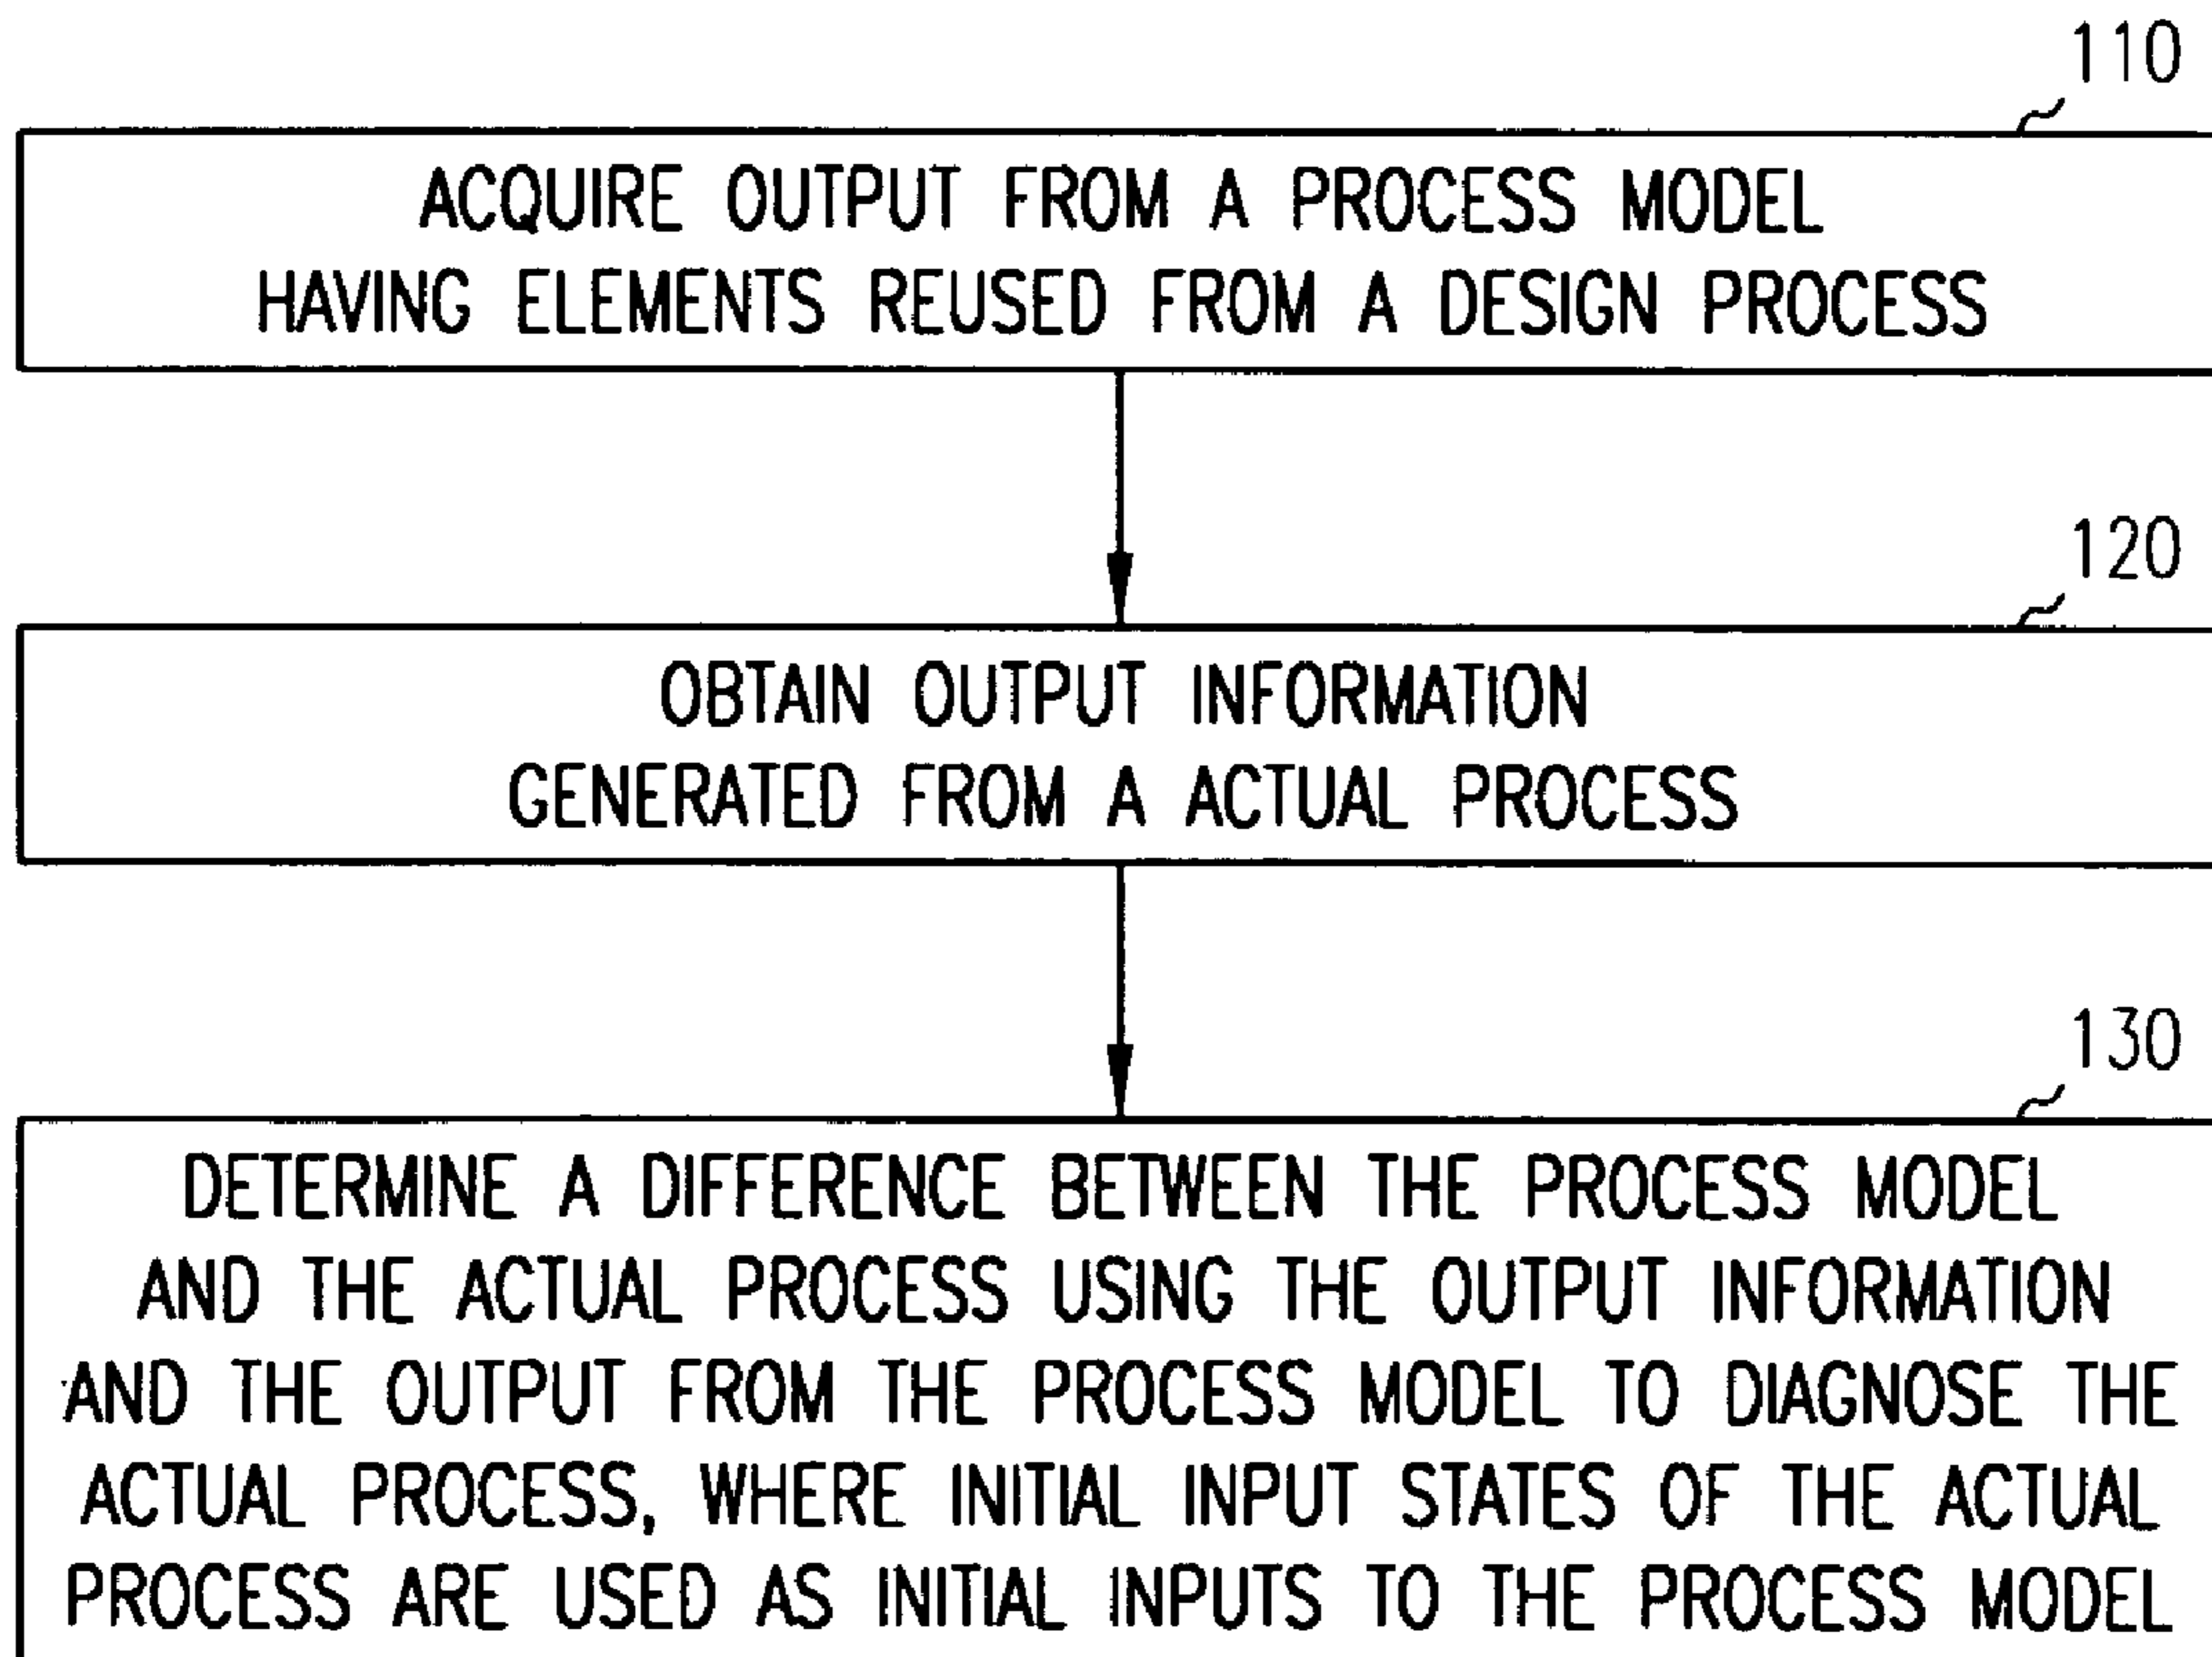 110
ACQUIRE OUTPUT FROM A PROCESS MODEL
HAVING ELEMENTS REUSED FROM A DESIGN PROCESS
120
OBTAIN OUTPUT INFORMATION
GENERATED FROM A ACTUAL PROCESS
130
DETERMINE A DIFFERENCE BETWEEN THE PROCESS MODEL
AND THE ACTUAL PROCESS USING THE OUTPUT INFORMATION
AND THE OUTPUT FROM THE PROCESS MODEL TO DIAGNOSE THE
ACTUAL PROCESS, WHERE INITIAL INPUT STATES OF THE ACTUAL
PROCESS ARE USED AS INITIAL INPUTS TO THE PROCESS MODEL